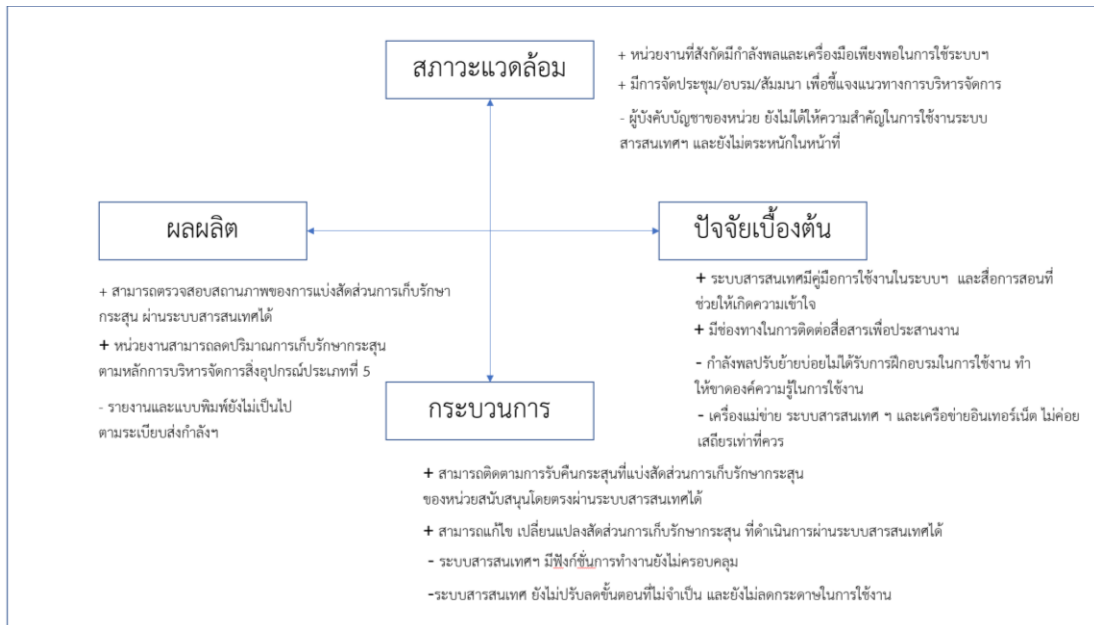 สภาวะแวดล้อม
+ หน่วยงานที่สังกัดมีกำลังพลและเครื่องมือเพียงพอในการใช้ระบบฯ
+ มีการจัดประชุม/อบรม/สัมมนา เพื่อชี้แจงแนวทางการบริหารจัดการ
- ผู้บังคับบัญชาของหน่วย ยังไม่ได้ให้ความสำคัญในการใช้งานระบบ
สารสนเทศฯ และยังไม่ตระหนักในหน้าที่
ผลผลิต
+ สามารถตรวจสอบสถานภาพของการแบ่งสัดส่วนการเก็บรักษา
กระสุน ผ่านระบบสารสนเทศได้
+ หน่วยงานสามารถลดปริมาณการเก็บรักษากระสุน
ตามหลักการบริหารจัดการสิ่งอุปกรณ์ประเภทที่ 5
- รายงานและแบบพิมพ์ยังไม่เป็นไป
ตามระเบียบส่งกำลังฯ
ปัจจัยเบื้องต้น
+ ระบบสารสนเทศมีคู่มือการใช้งานในระบบฯ และสื่อการสอนที่
ช่วยให้เกิดความเข้าใจ
+ มีช่องทางในการติดต่อสื่อสารเพื่อประสานงาน
- กำลังพลปรับย้ายบ่อยไม่ได้รับการฝึกอบรมในการใช้งาน ทำ
ให้ขาดองค์ความรู้ในการใช้งาน
- เครื่องแม่ข่าย ระบบสารสนเทศ ฯ และเครือข่ายอินเทอร์เน็ต ไม่ค่อย
เสถียรเท่าที่ควร
กระบวนการ
+ สามารถติดตามการรับคืนกระสุนที่แบ่งสัดส่วนการเก็บรักษากระสุน
ของหน่วยสนับสนุนโดยตรงผ่านระบบสารสนเทศได้
+ สามารถแก้ไข เปลี่ยนแปลงสัดส่วนการเก็บรักษากระสุน ที่ดำเนินการผ่านระบบสารสนเทศได้
- ระบบสารสนเทศฯ มีฟังก์ชั่นการทำงานยังไม่ครอบคลุม
-ระบบสารสนเทศ ยังไม่ปรับลดขั้นตอนที่ไม่จำเป็น และยังไม่ลดกระดาษในการใช้งาน